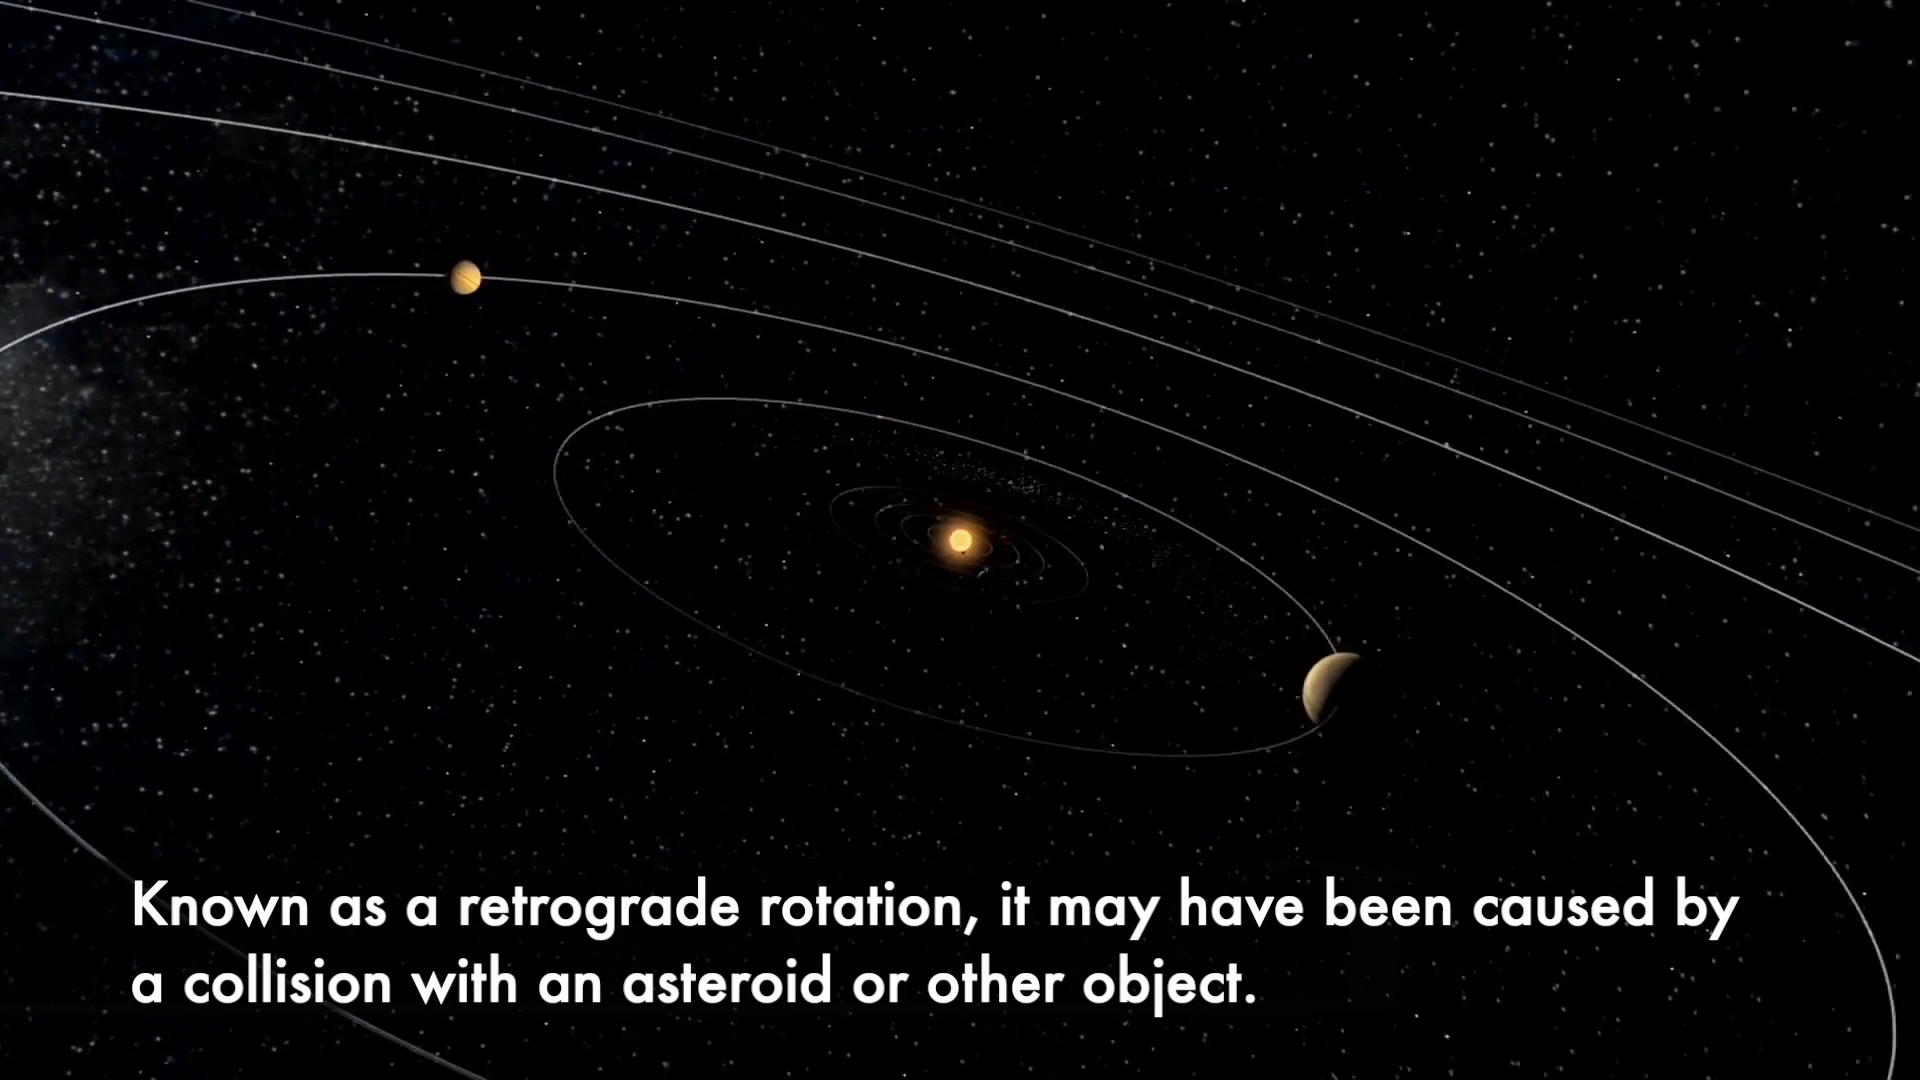 Known as a retrograde rotation, it may have been caused by
a collision with an asteroid or other object.